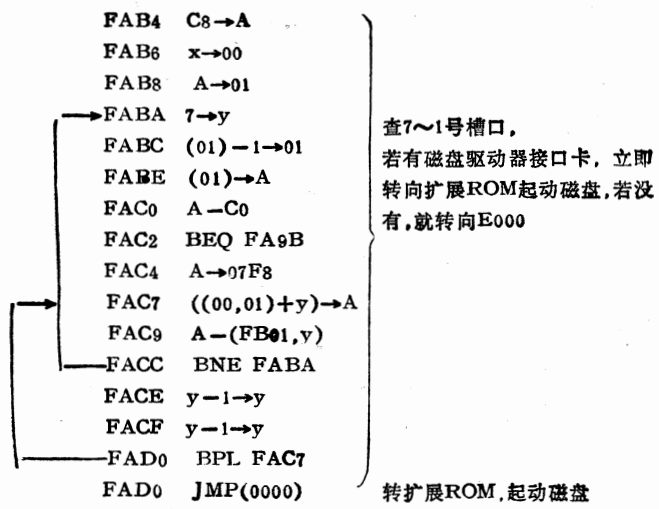 FAB4 C8→A
FAB6 x→00
FAB8 A→01
FABA 7→y
FABC (01)−1→01
FABE (01)→A
FAC0 A−C0
FAC2 BEQ FA9B
FAC4 A→07F8
FAC7 ((00,01)+y)→A
FAC9 A−(FB01,y)
FACC BNE FABA
FACE y−1→y
FACF y−1→y
FAD0 BPL FAC7
FAD0 JMP(0000)
查7～1号槽口，
若有磁盘驱动器接口卡，立即
转向扩展ROM起动磁盘，若没
有，就转向E000
转扩展ROM，起动磁盘